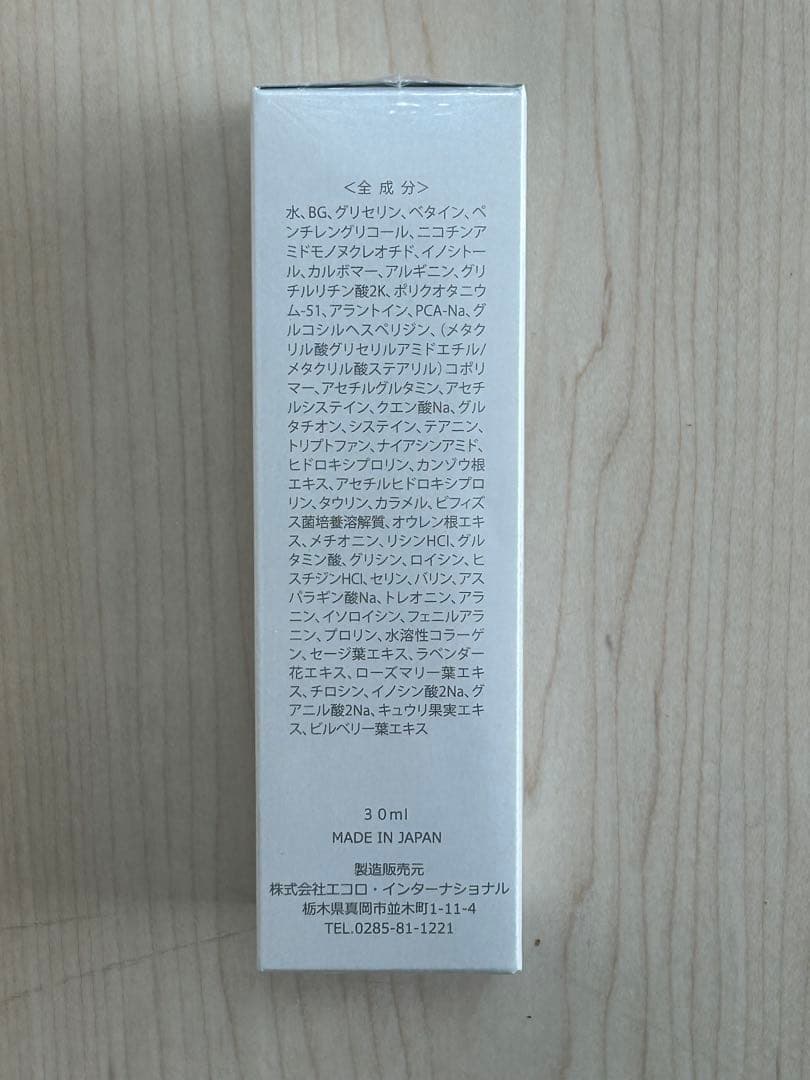 ＜全 成 分＞
水、BG、グリセリン、ベタイン、ペ
ンチレングリコール、ニコチンア
ミドモノヌクレオチド、イノシトー
ル、カルボマー、アルギニン、グリ
チルリチン酸2K、ポリクオタニウ
ム-51、アラントイン、PCA-Na、グ
ルコシルヘスペリジン、（メタク
リル酸グリセリルアミドエチル/
メタクリル酸ステアリル）コポリ
マー、アセチルグルタミン、アセチ
ルシステイン、クエン酸Na、グル
タチオン、システイン、テアニン、
トリプトファン、ナイアシンアミド、
ヒドロキシプロリン、カンゾウ根
エキス、アセチルヒドロキシプロ
リン、タウリン、カラメル、ビフィズ
ス菌培養溶解質、オウレン根エキ
ス、メチオニン、リシンHCl、グル
タミン酸、グリシン、ロイシン、ヒ
スチジンHCl、セリン、バリン、アス
パラギン酸Na、トレオニン、アラ
ニン、イソロイシン、フェニルアラ
ニン、プロリン、水溶性コラーゲ
ン、セージ葉エキス、ラベンダー
花エキス、ローズマリー葉エキ
ス、チロシン、イノシン酸2Na、グ
アニル酸2Na、キュウリ果実エキ
ス、ビルベリー葉エキス
３０ml
MADE IN JAPAN
製造販売元
株式会社エコロ・インターナショナル
栃木県真岡市並木町1-11-4
TEL.0285-81-1221